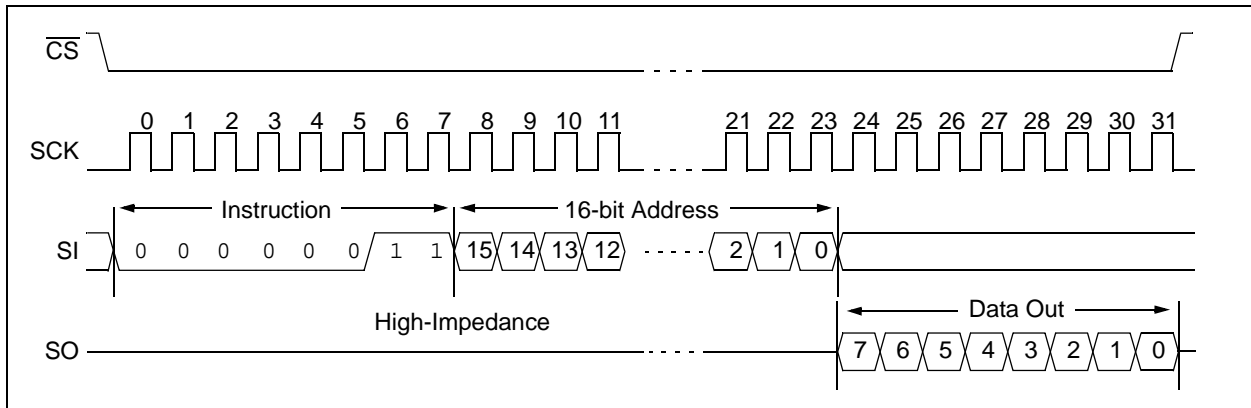 CS
0 1 2 3 4 5 6 7 8 9 10 11 21 22 23 24 25 26 27 28 29 30 31
SCK
Instruction 16-bit Address
SI 0 0 0 0 0 0 1 1 15 14 13 12 2 1 0
Data Out
High-Impedance
SO 7 6 5 4 3 2 1 0